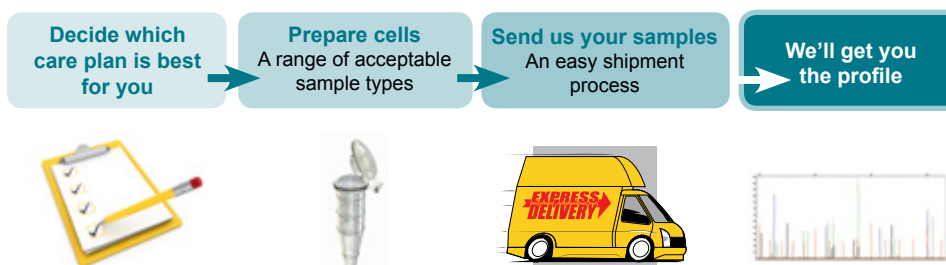 Decide which
care plan is best
for you
Prepare cells
A range of acceptable
sample types
Send us your samples
An easy shipment
process
We'll get you
the profile
EXPRESS
DELIVERY